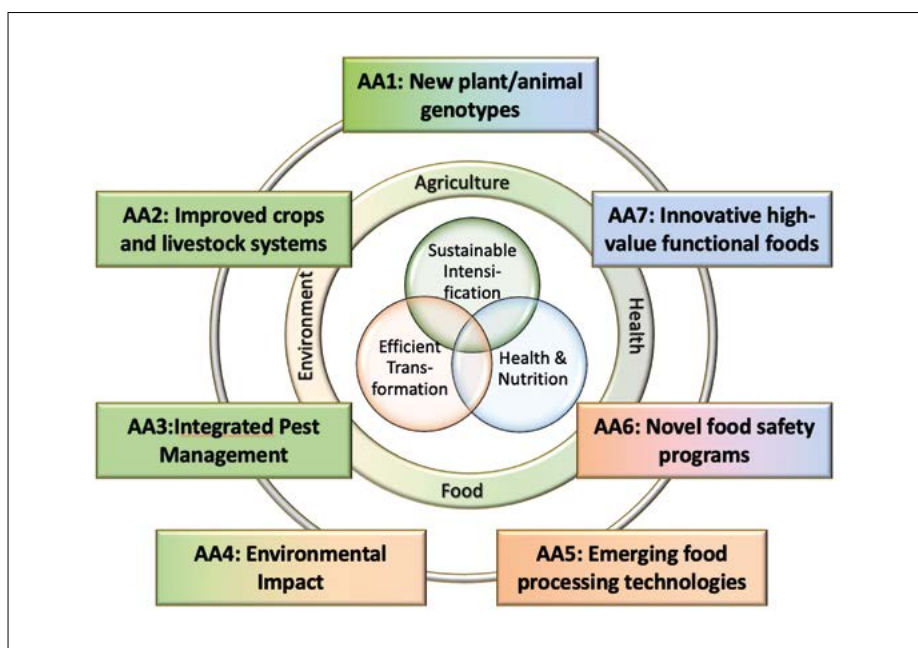 AA1: New plant/animal
genotypes
Agriculture
AA2: Improved crops
and livestock systems
AA7: Innovative high-
value functional foods
Sustainable
Intensi-
fication
Environment
Health
Efficient
Trans-
formation
Health &
Nutrition
AA3:Integrated Pest
Management
AA6: Novel food safety
programs
Food
AA4: Environmental
Impact
AA5: Emerging food
processing technologies